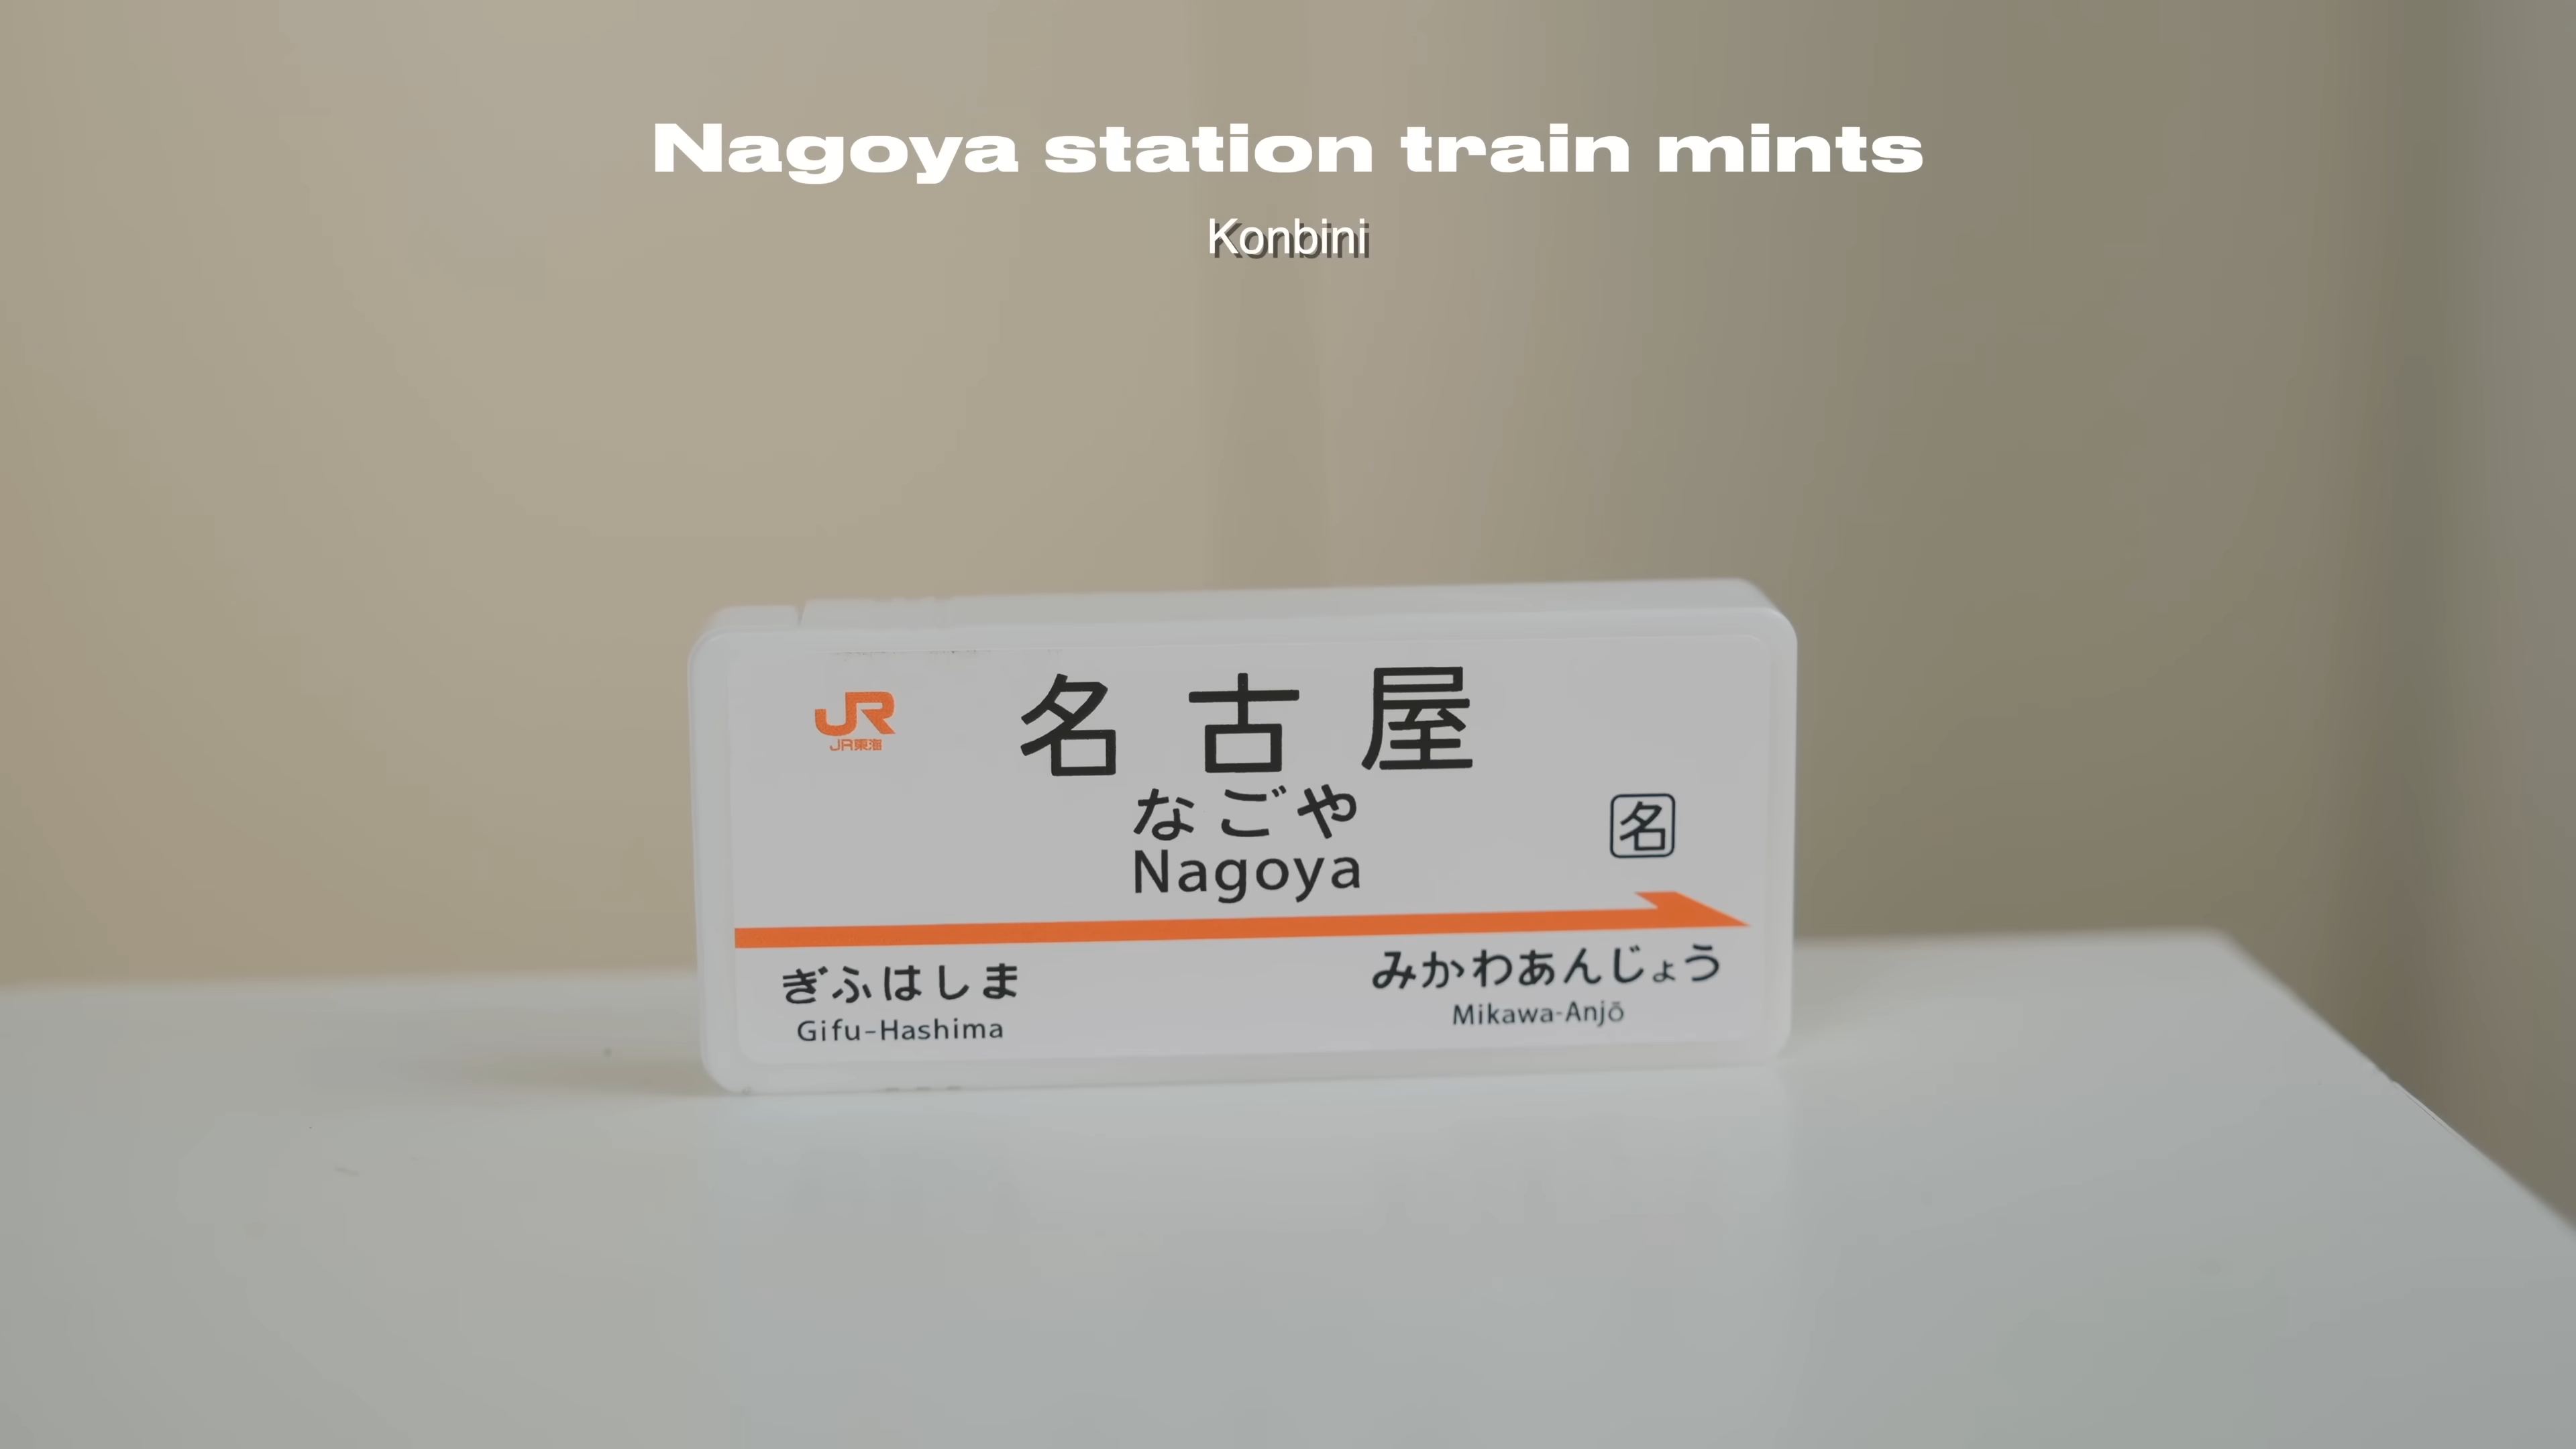 Nagoya station train mints
Konbini
JR
JR東海
名古屋
なごや
Nagoya
名
ぎふはしま
Gifu-Hashima
みかわあんじょう
Mikawa-Anjō